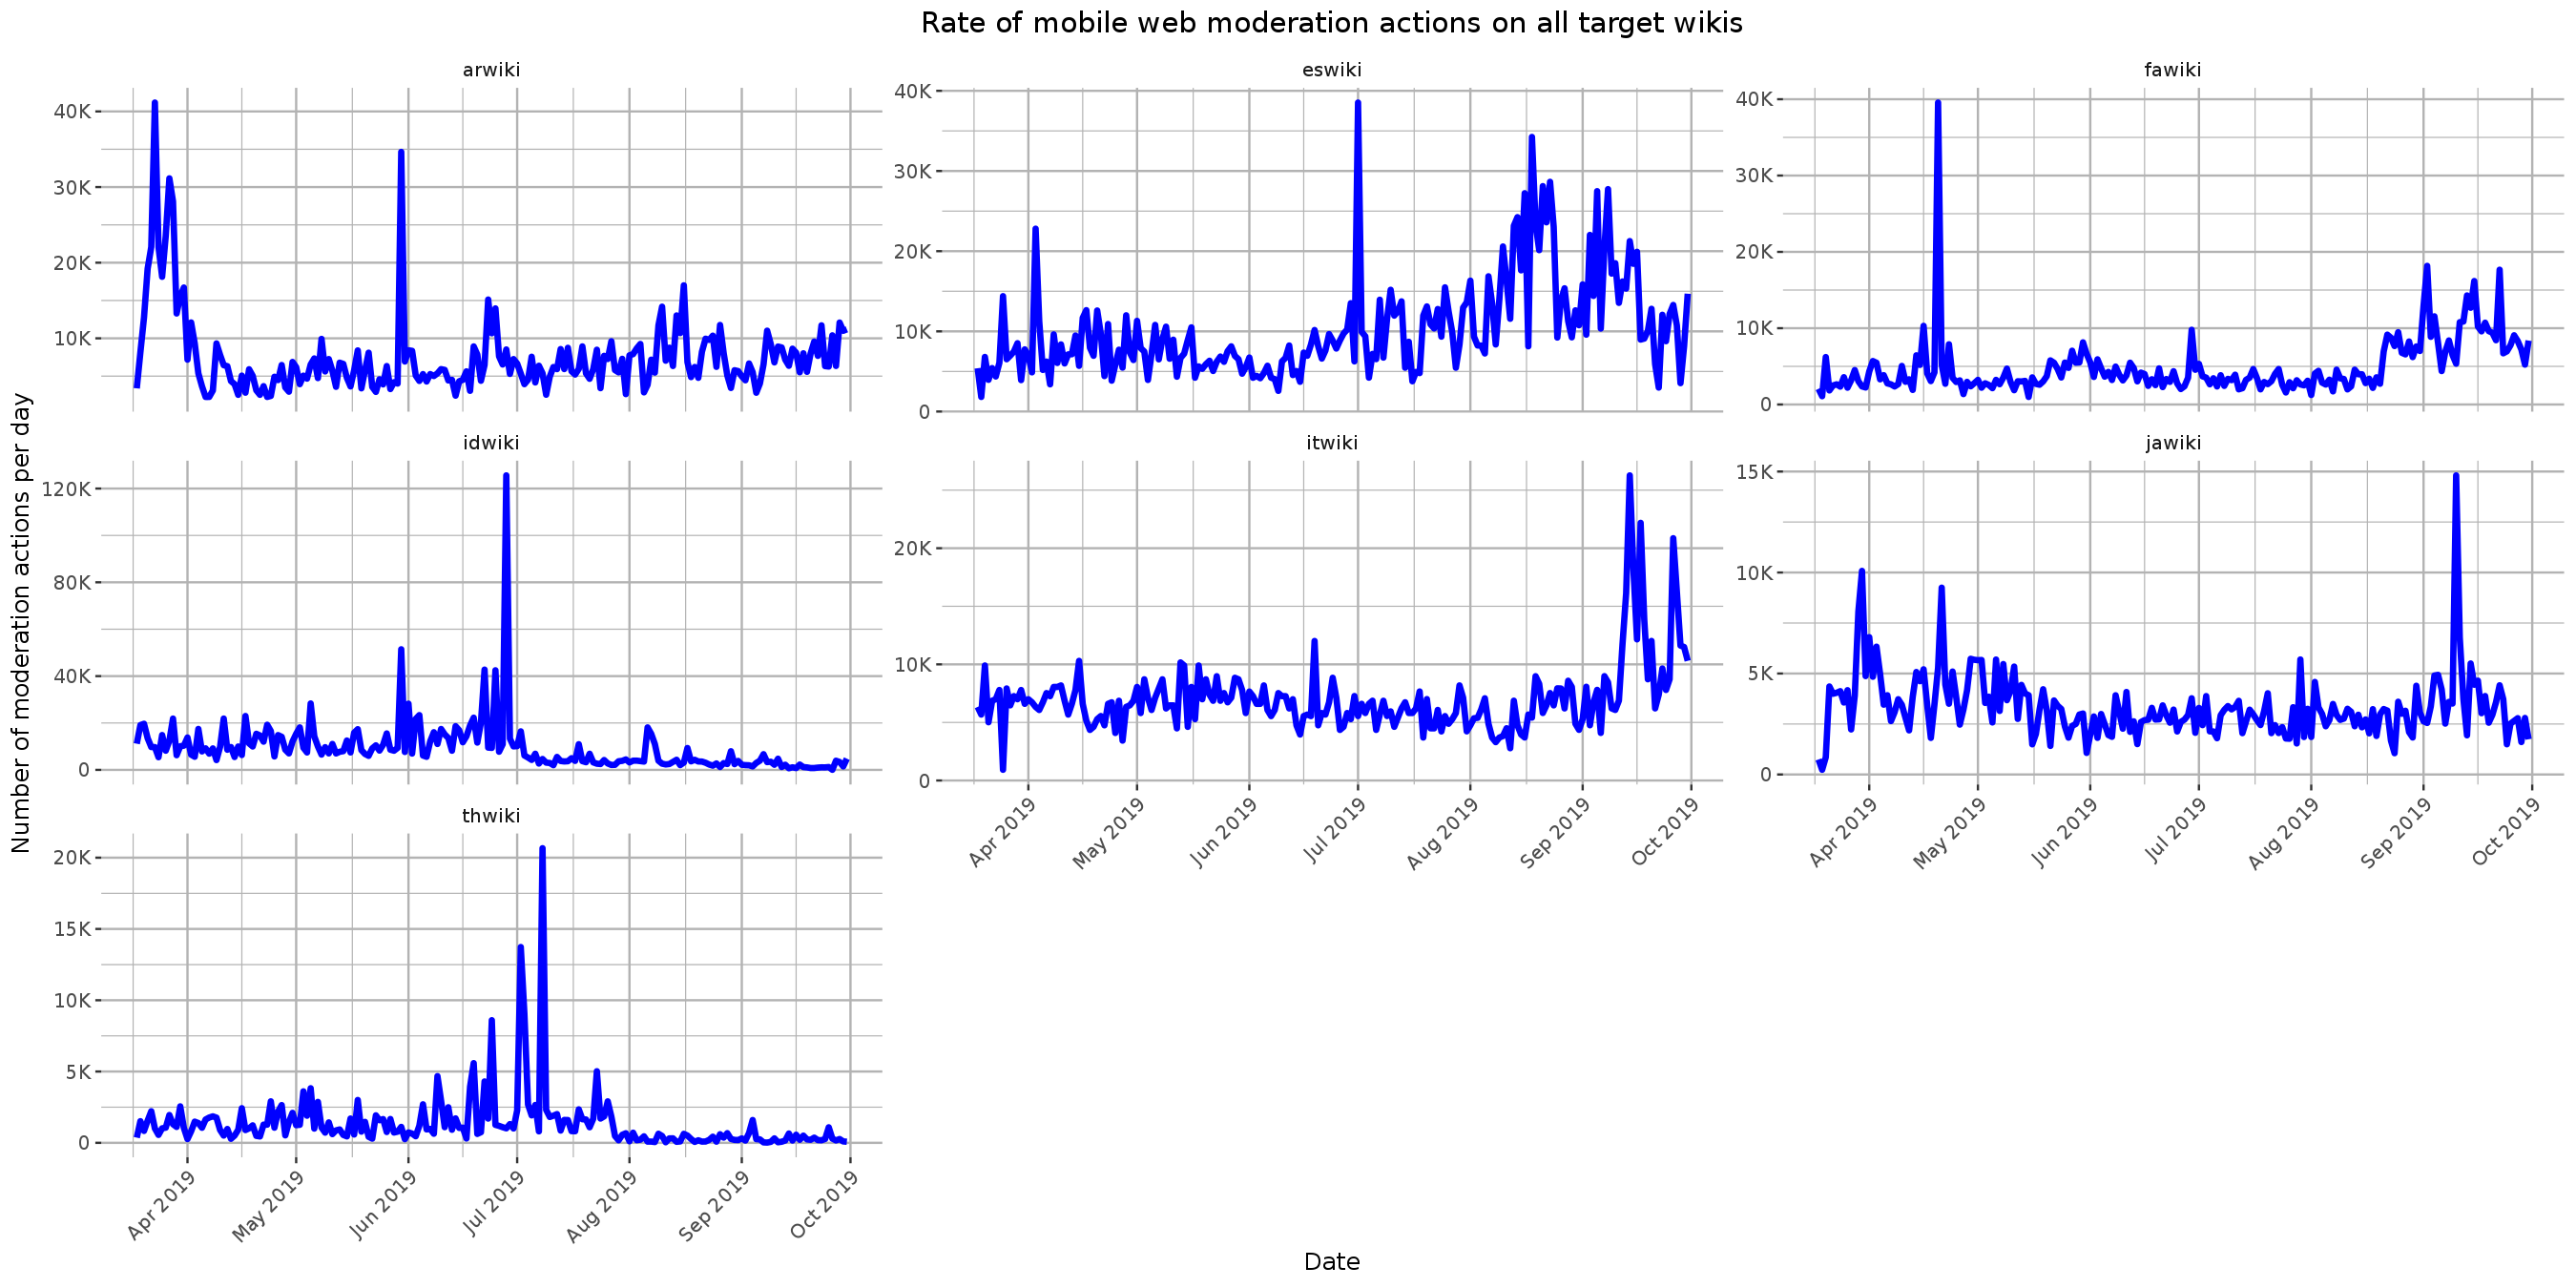 Rate of mobile web moderation actions on all target wikis
arwiki
eswiki
fawiki
40K
30K
20K
10K
40K
30K
20K
10K
0
40K
30K
20K
10K
0
idwiki
itwiki
jawiki
120K
80K
40K
0
20K
10K
0
15K
10K
5K
0
Apr 2019
May 2019
Jun 2019
Jul 2019
Aug 2019
Sep 2019
Oct 2019
Apr 2019
May 2019
Jun 2019
Jul 2019
Aug 2019
Sep 2019
Oct 2019
thwiki
20K
15K
10K
5K
0
Apr 2019
May 2019
Jun 2019
Jul 2019
Aug 2019
Sep 2019
Oct 2019
Number of moderation actions per day
Date